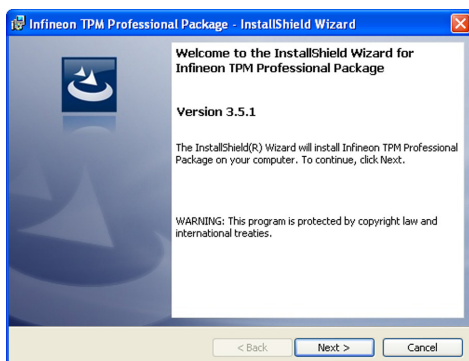 Infineon TPM Professional Package - InstallShield Wizard
Welcome to the InstallShield Wizard for
Infineon TPM Professional Package
Version 3.5.1
The InstallShield(R) Wizard will install Infineon TPM Professional
Package on your computer. To continue, click Next.
WARNING: This program is protected by copyright law and
international treaties.
< Back
Next >
Cancel